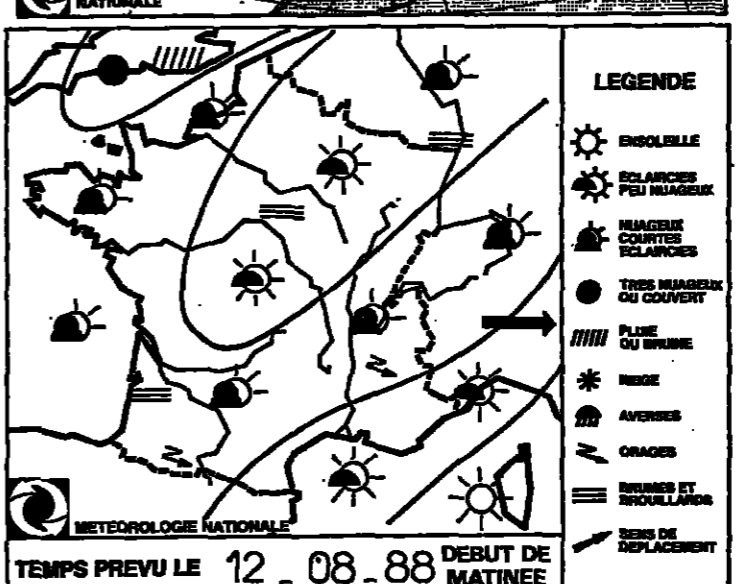 NATIONALE
LEGENDE
ENSOLEILLE
ECLAIRCIES
PEU NUAGEUX
NUAGEUX
COURTES
ECLAIRCIES
TRES NUAGEUX
OU COUVERT
PLUIE
OU BRUINE
NEIGE
AVERSES
ORAGES
BRUMES ET
BROUILLARDS
SENS DE
DEPLACEMENT
METEOROLOGIE NATIONALE
TEMPS PREVU LE 12 _ 08 _ 88 DEBUT DE
MATINEE